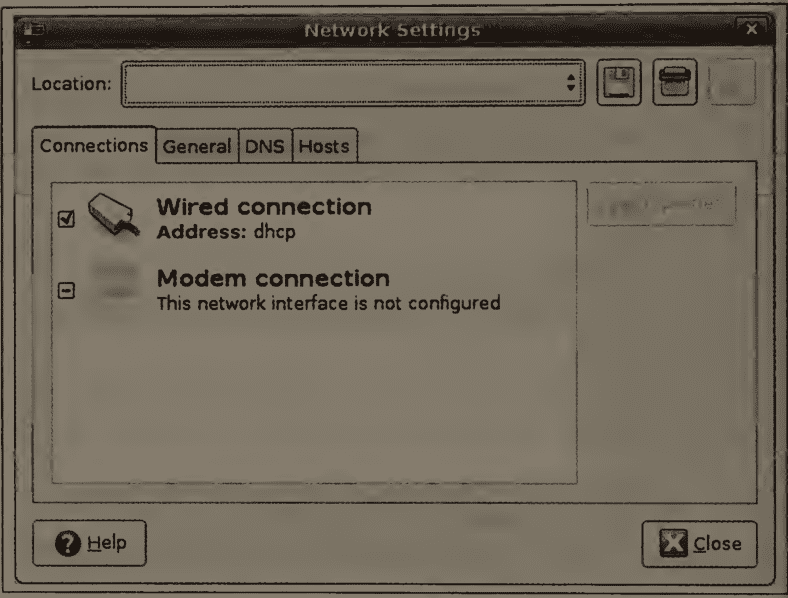 Network Settings
Location:
Connections General DNS Hosts
Wired connection
Address: dhcp
Modem connection
This network interface is not configured
Help
Close